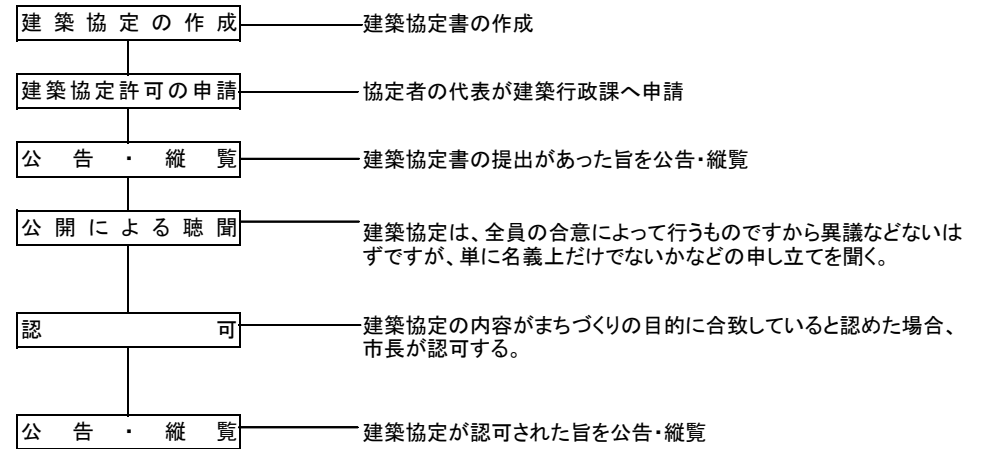 建築協定の作成
建築協定書の作成
建築協定許可の申請
協定者の代表が建築行政課へ申請
公告・縦覧
建築協定書の提出があった旨を公告・縦覧
公開による聴聞
建築協定は、全員の合意によって行うものですから異議などないは
ずですが、単に名義上だけでないかなどの申し立てを聞く。
認可
建築協定の内容がまちづくりの目的に合致していると認めた場合、
市長が認可する。
公告・縦覧
建築協定が認可された旨を公告・縦覧